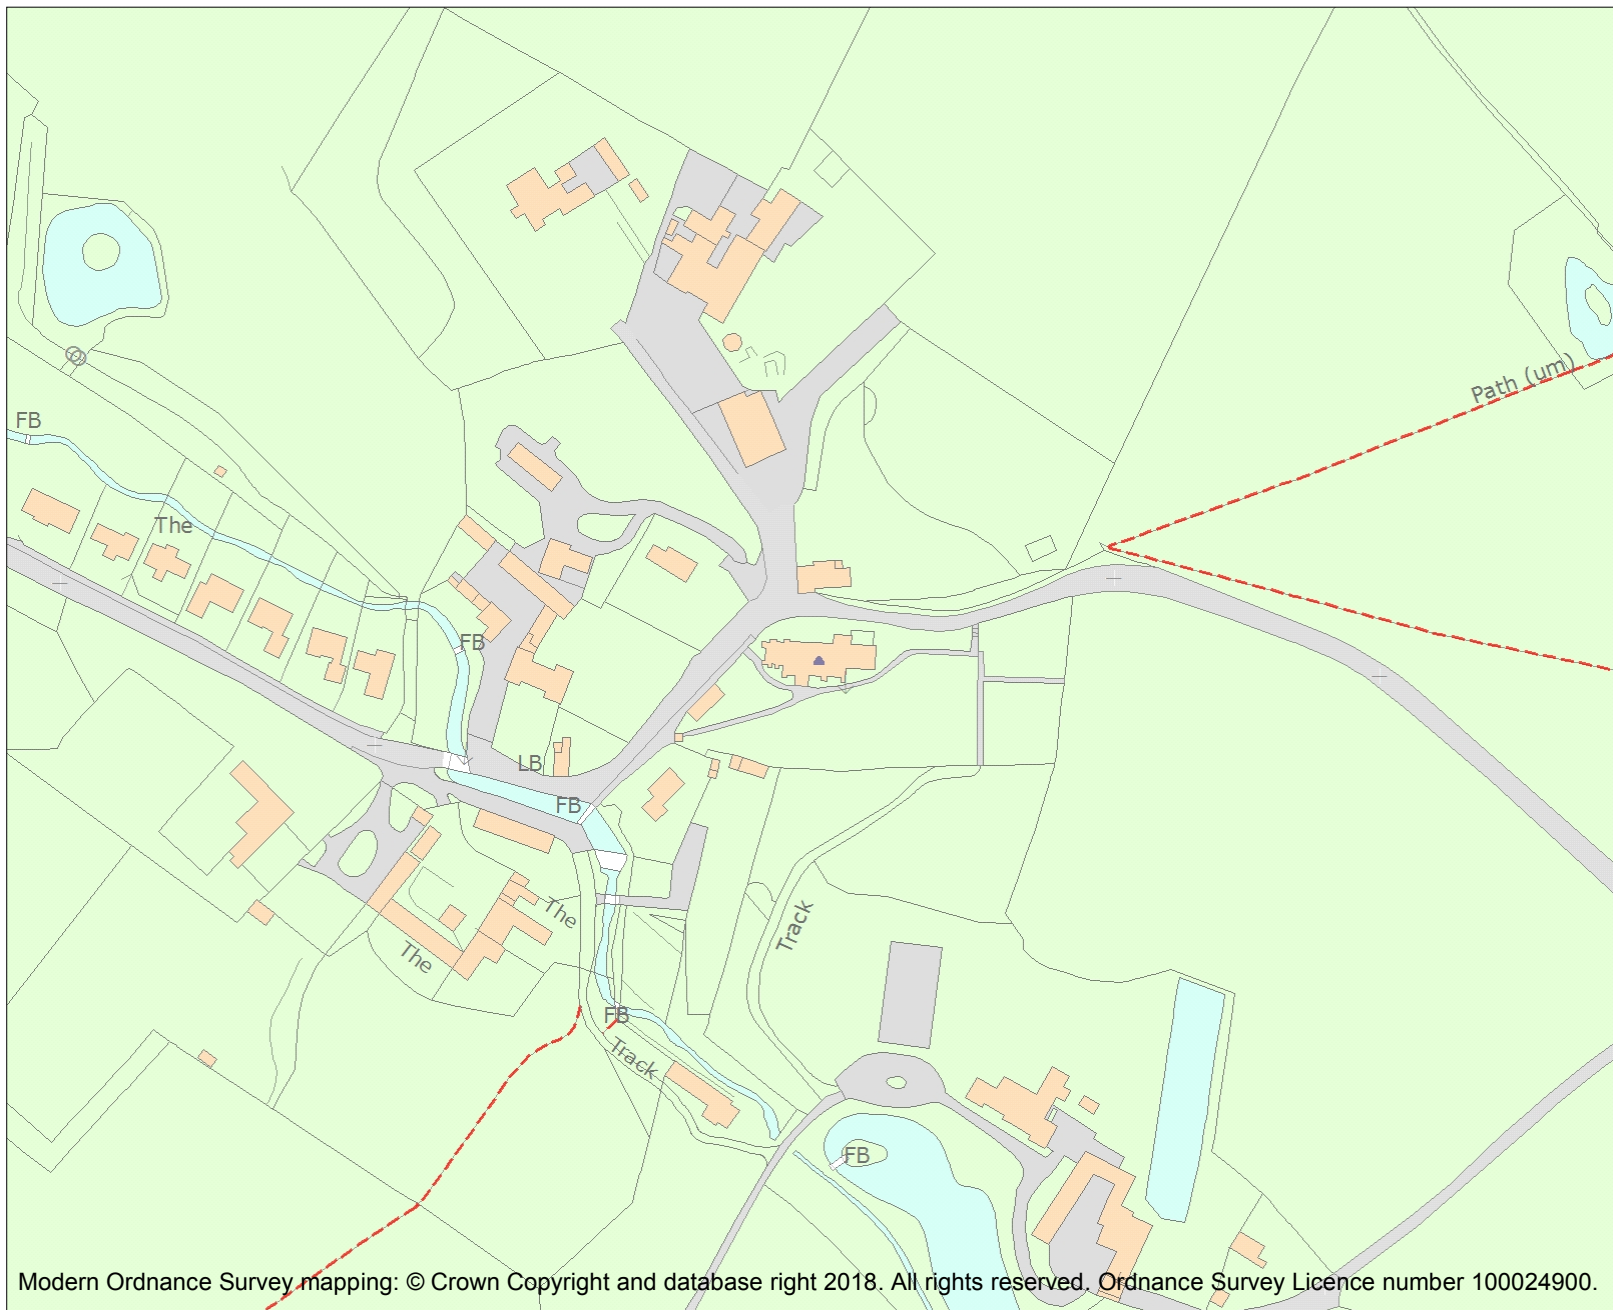 Path (um)
FB
The
FB
LB
FB
The
Track
The
FB
Track
FB
Modern Ordnance Survey mapping: © Crown Copyright and database right 2018. All rights reserved. Ordnance Survey Licence number 100024900.